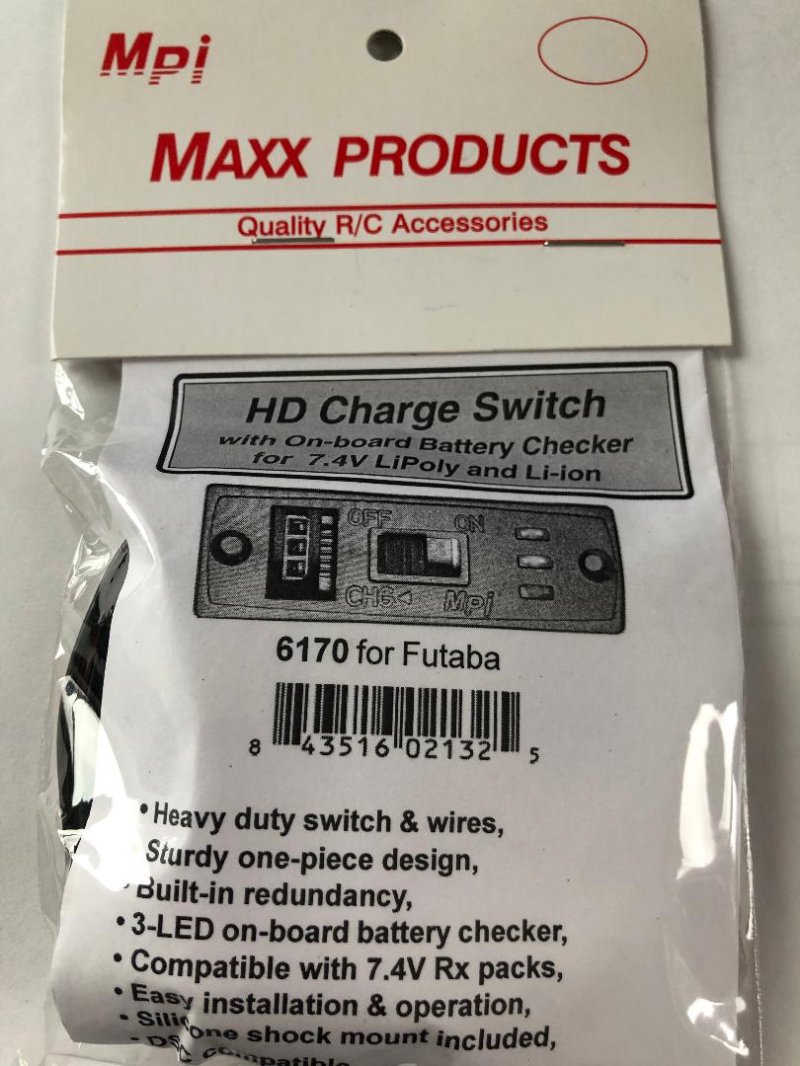 Mpi
MAXX PRODUCTS
Quality R/C Accessories
HD Charge Switch
with On-board Battery Checker
for 7.4V LiPoly and Li-ion
OFF ON
CH6◁ Mpi
6170 for Futaba
8 43516 02132 5
• Heavy duty switch & wires,
Sturdy one-piece design,
• Built-in redundancy,
• 3-LED on-board battery checker,
• Compatible with 7.4V Rx packs,
• Easy installation & operation,
• Silicone shock mount included,
• compatible